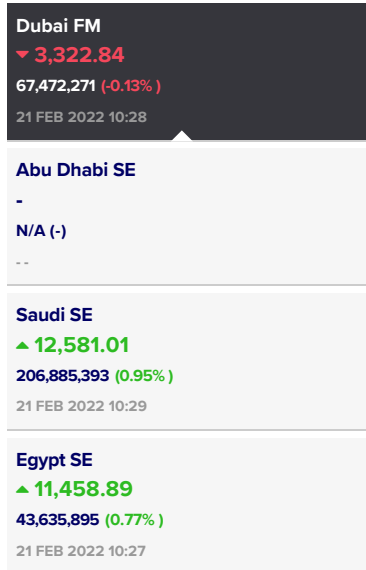 Dubai FM
3,322.84
67,472,271 (-0.13% )
21 FEB 2022 10:28
Abu Dhabi SE
-
N/A (-)
- -
Saudi SE
12,581.01
206,885,393 (0.95% )
21 FEB 2022 10:29
Egypt SE
11,458.89
43,635,895 (0.77% )
21 FEB 2022 10:27